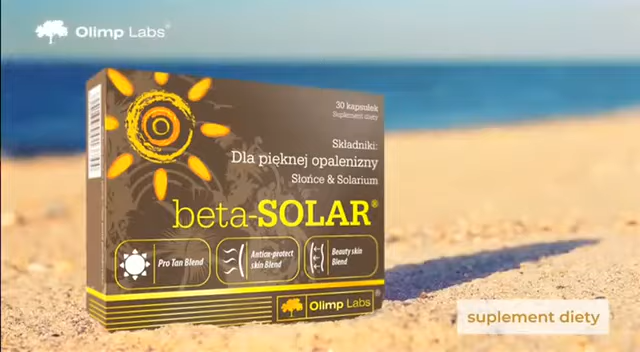 Olimp Labs®
30 kapsułek
Suplement diety
Składniki:
Dla pięknej opalenizny
Słońce & Solarium
beta-SOLAR®
Pro Tan Blend
Antiox-protect
skin Blend
Beauty skin
Blend
Olimp Labs®
suplement diety